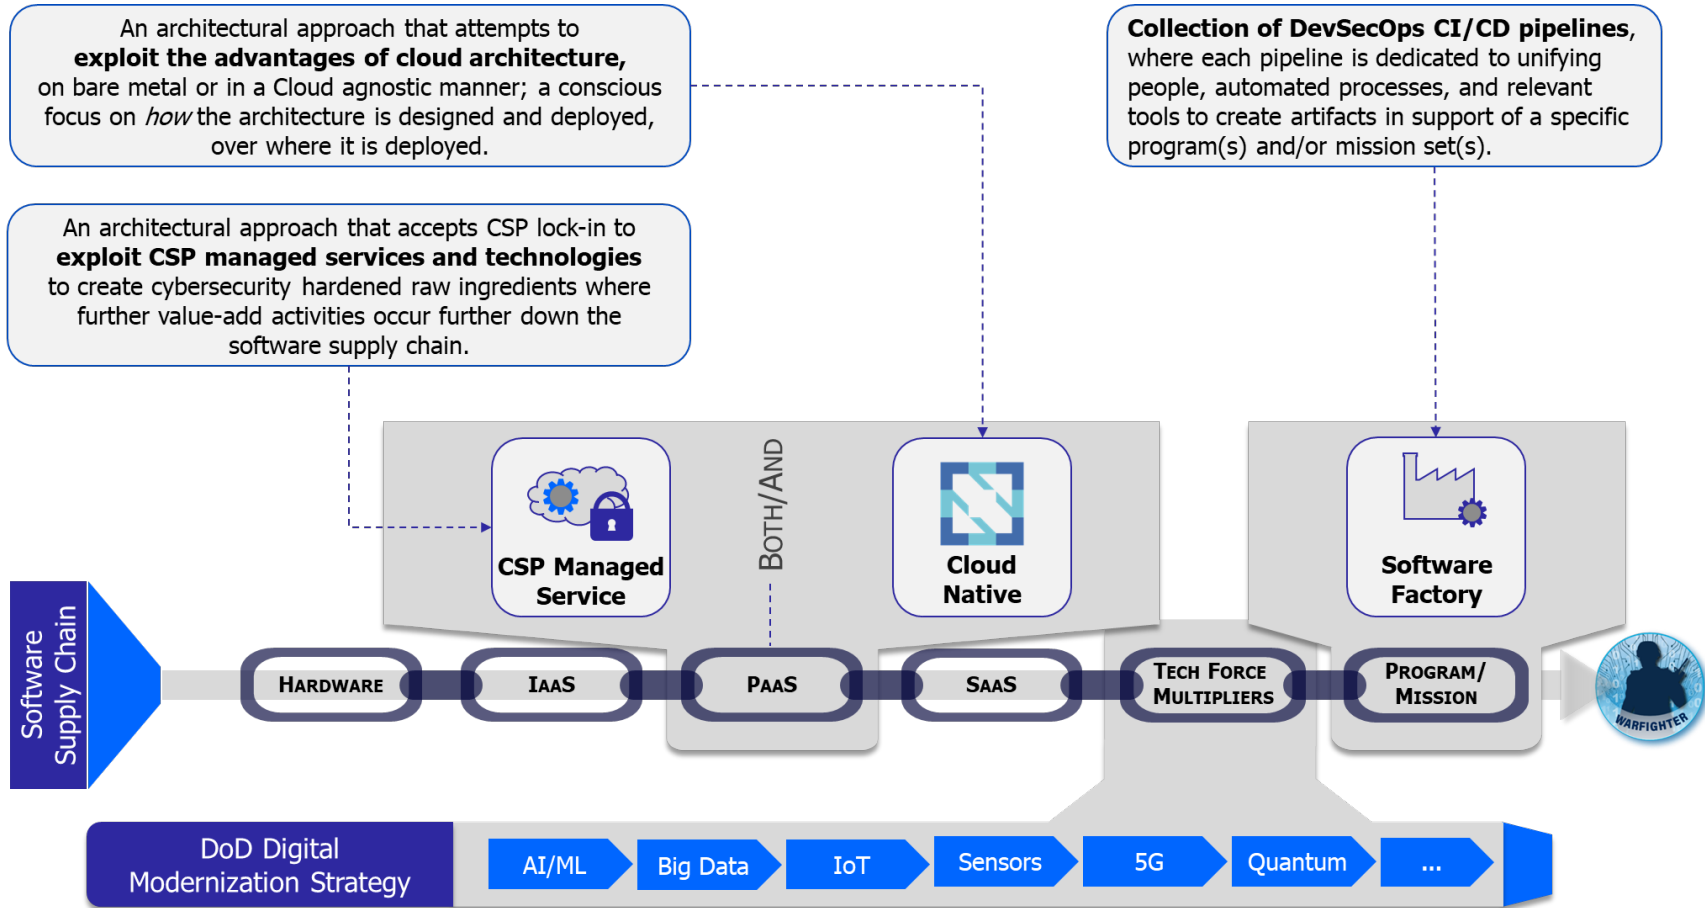 An architectural approach that attempts to
exploit the advantages of cloud architecture,
on bare metal or in a Cloud agnostic manner; a conscious
focus on how the architecture is designed and deployed,
over where it is deployed.
Collection of DevSecOps CI/CD pipelines,
where each pipeline is dedicated to unifying
people, automated processes, and relevant
tools to create artifacts in support of a specific
program(s) and/or mission set(s).
An architectural approach that accepts CSP lock-in to
exploit CSP managed services and technologies
to create cybersecurity hardened raw ingredients where
further value-add activities occur further down the
software supply chain.
CSP Managed
Service
BOTH/AND
Cloud
Native
Software
Factory
Software
Supply Chain
HARDWARE
IAAS
PAAS
SAAS
TECH FORCE
MULTIPLIERS
PROGRAM/
MISSION
WARFIGHTER
DoD Digital
Modernization Strategy
AI/ML
Big Data
IoT
Sensors
5G
Quantum
...